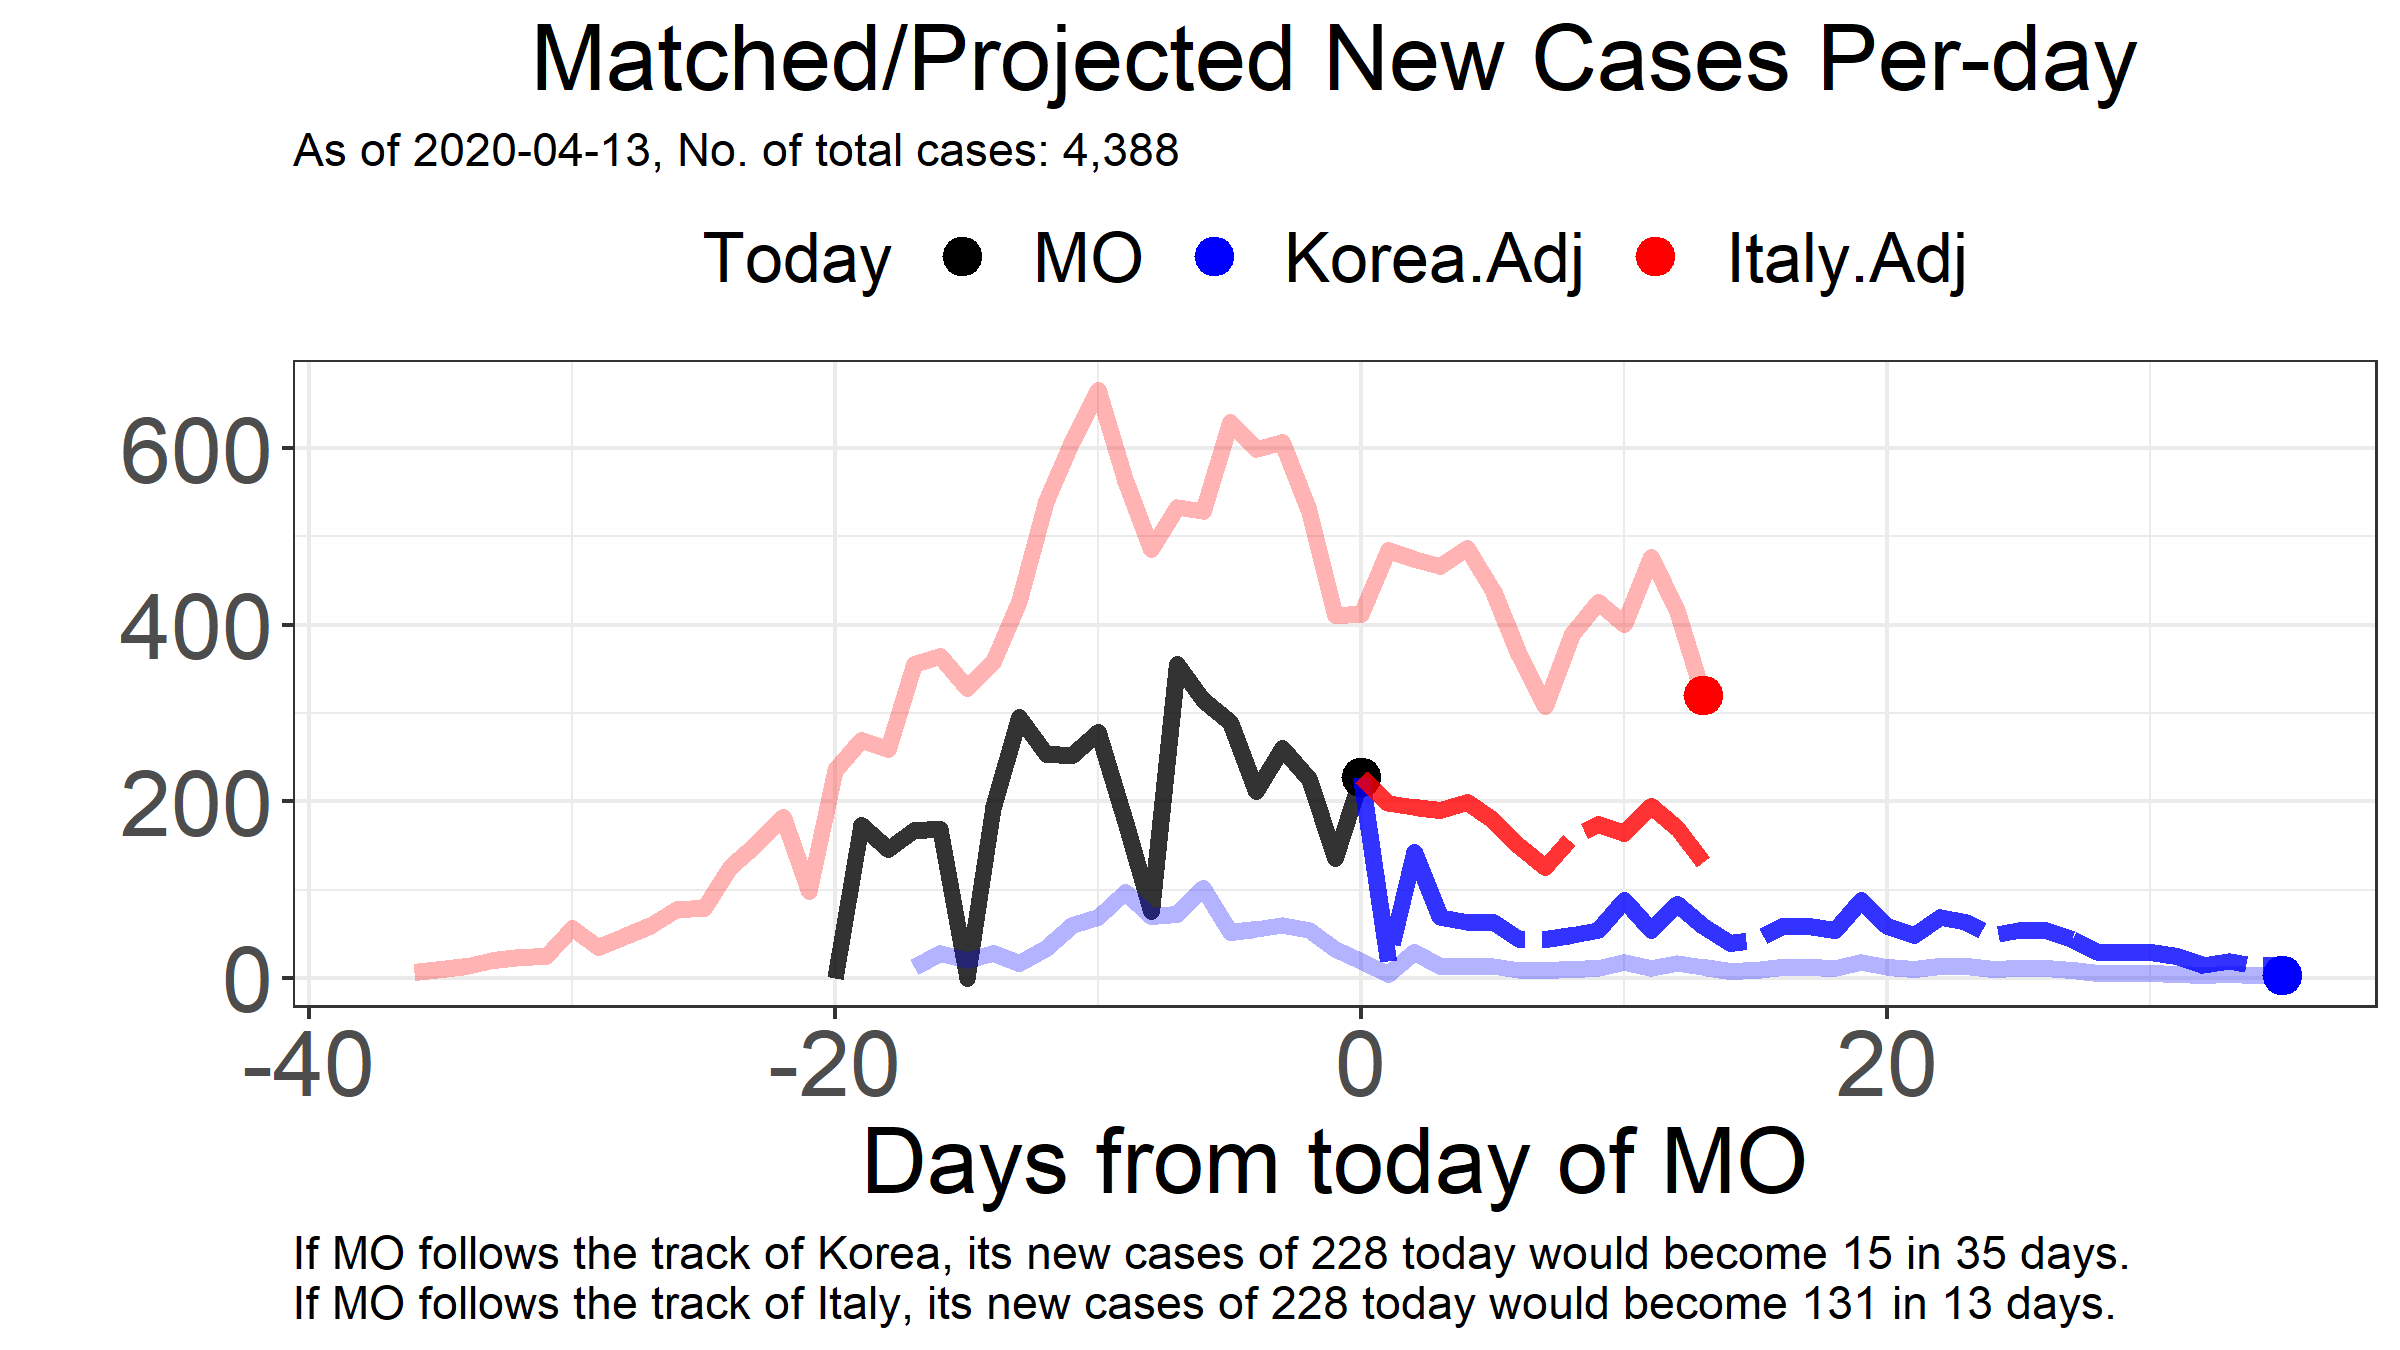 Matched/Projected New Cases Per-day
As of 2020-04-13, No. of total cases: 4,388
Today MO Korea.Adj Italy.Adj
600
400
200
0
-40 -20 0 20
Days from today of MO
If MO follows the track of Korea, its new cases of 228 today would become 15 in 35 days.
If MO follows the track of Italy, its new cases of 228 today would become 131 in 13 days.